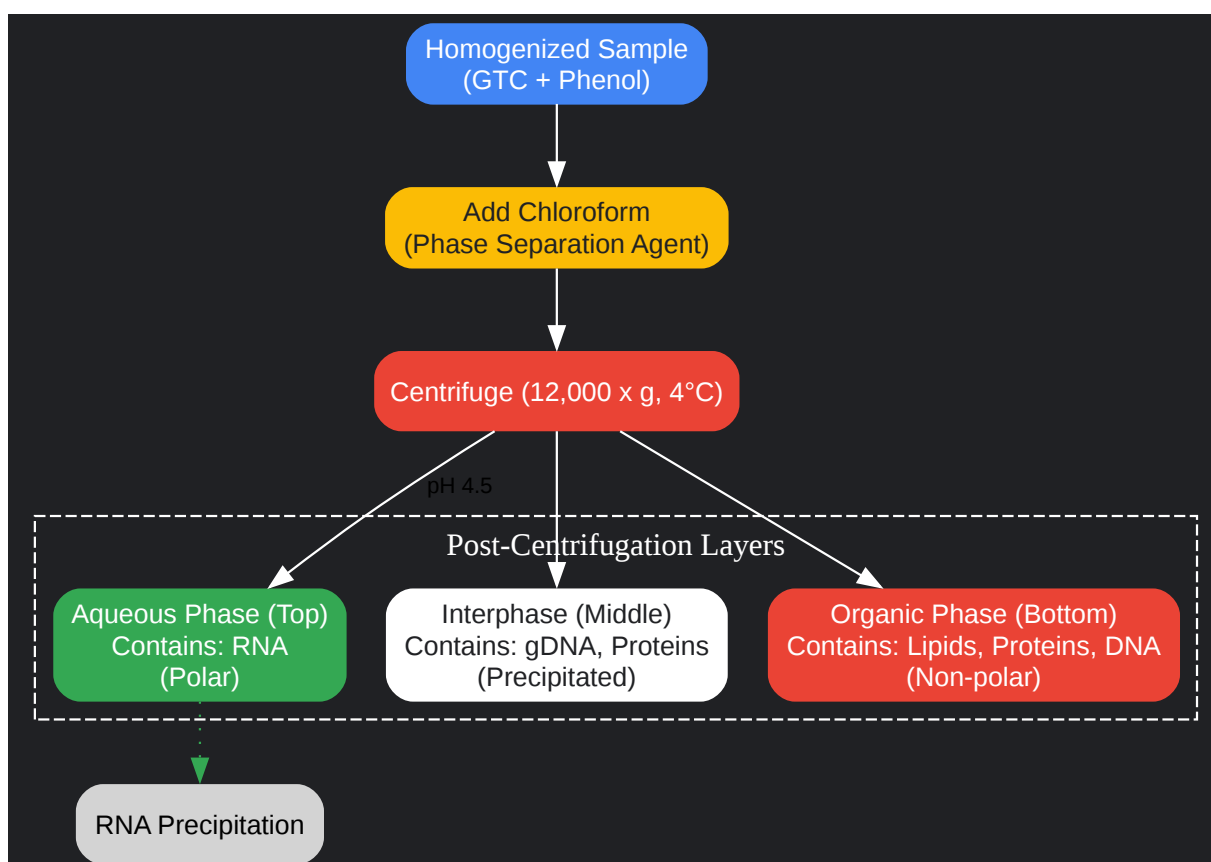 Homogenized Sample
(GTC + Phenol)
Add Chloroform
(Phase Separation Agent)
Centrifuge (12,000 x g, 4°C)
pH 4.5
Post-Centrifugation Layers
Aqueous Phase (Top)
Contains: RNA
(Polar)
Interphase (Middle)
Contains: gDNA, Proteins
(Precipitated)
Organic Phase (Bottom)
Contains: Lipids, Proteins, DNA
(Non-polar)
RNA Precipitation